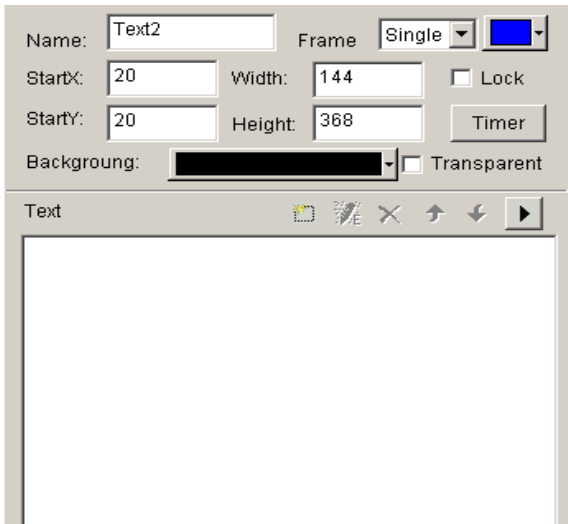 Name: Text2 Frame Single
StartX: 20 Width: 144 Lock
StartY: 20 Height: 368 Timer
Backgroung: Transparent
Text E